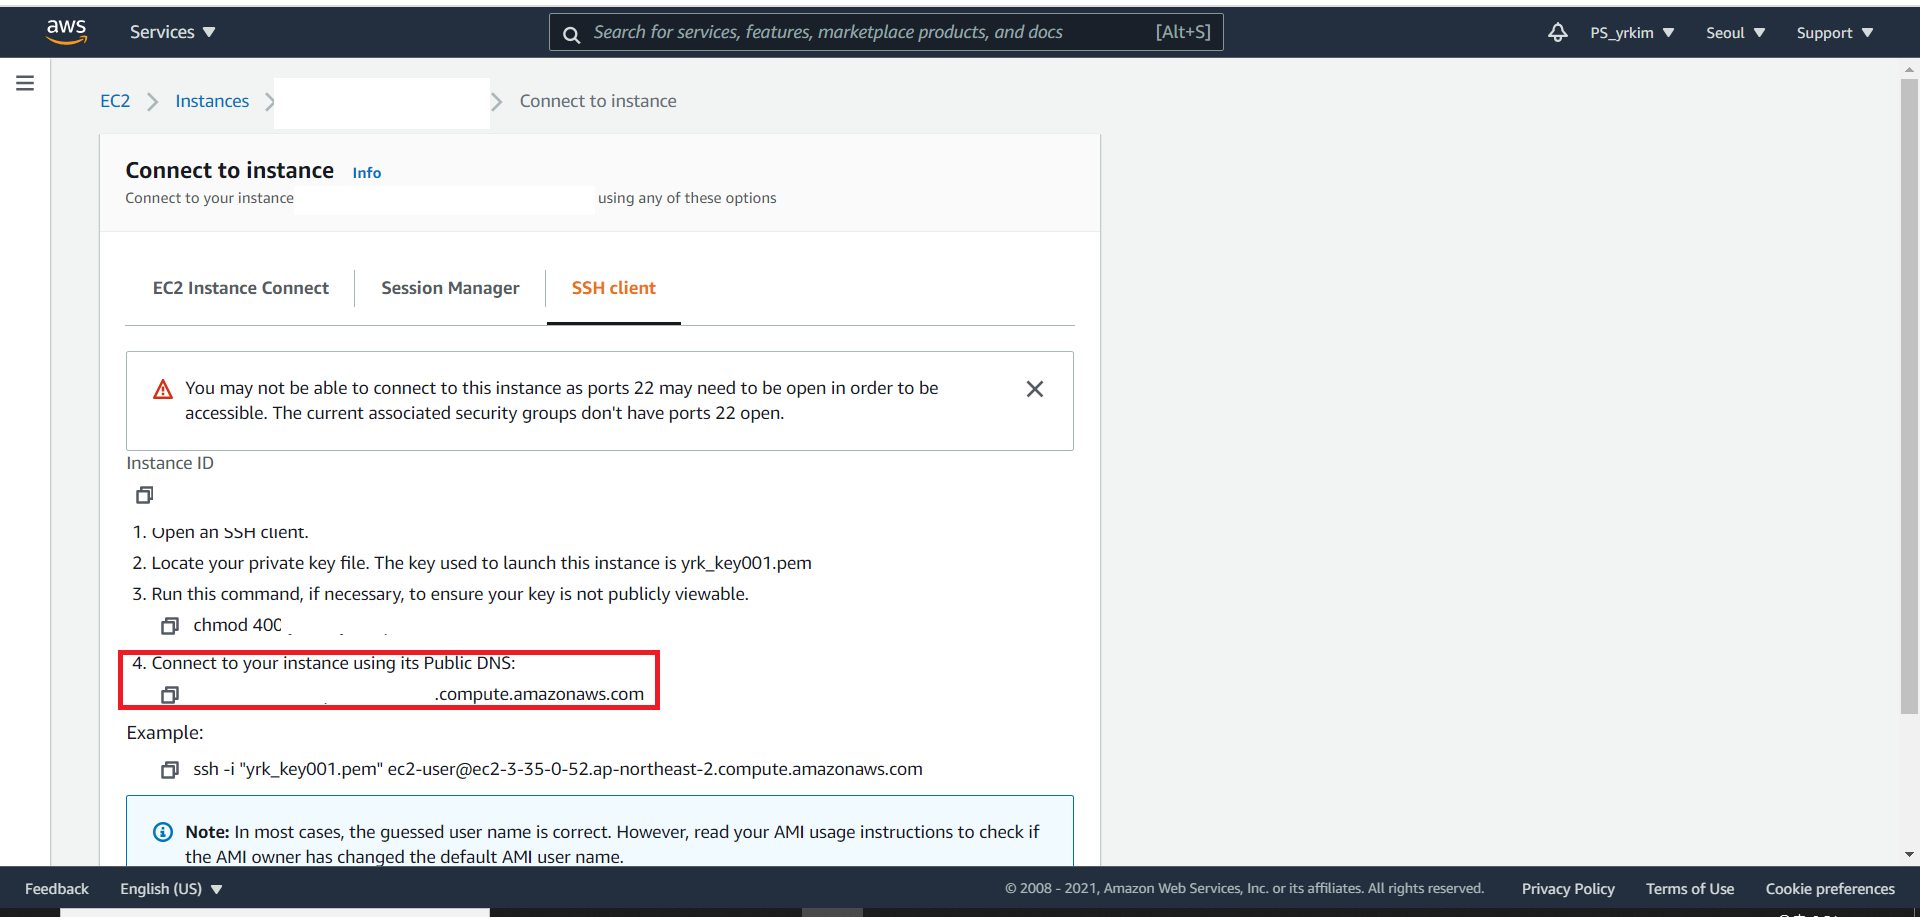 aws Services Search for services, features, marketplace products, and docs [Alt+S] PS_yrkim Seoul Support
EC2 Instances Connect to instance
Connect to instance Info
Connect to your instance using any of these options
EC2 Instance Connect Session Manager SSH client
You may not be able to connect to this instance as ports 22 may need to be open in order to be
accessible. The current associated security groups don't have ports 22 open.
Instance ID
1. Open an SSH client.
2. Locate your private key file. The key used to launch this instance is yrk_key001.pem
3. Run this command, if necessary, to ensure your key is not publicly viewable.
chmod 400
4. Connect to your instance using its Public DNS:
.compute.amazonaws.com
Example:
ssh -i "yrk_key001.pem" ec2-user@ec2-3-35-0-52.ap-northeast-2.compute.amazonaws.com
Note: In most cases, the guessed user name is correct. However, read your AMI usage instructions to check if
the AMI owner has changed the default AMI user name.
Feedback English (US) © 2008 - 2021, Amazon Web Services, Inc. or its affiliates. All rights reserved. Privacy Policy Terms of Use Cookie preferences